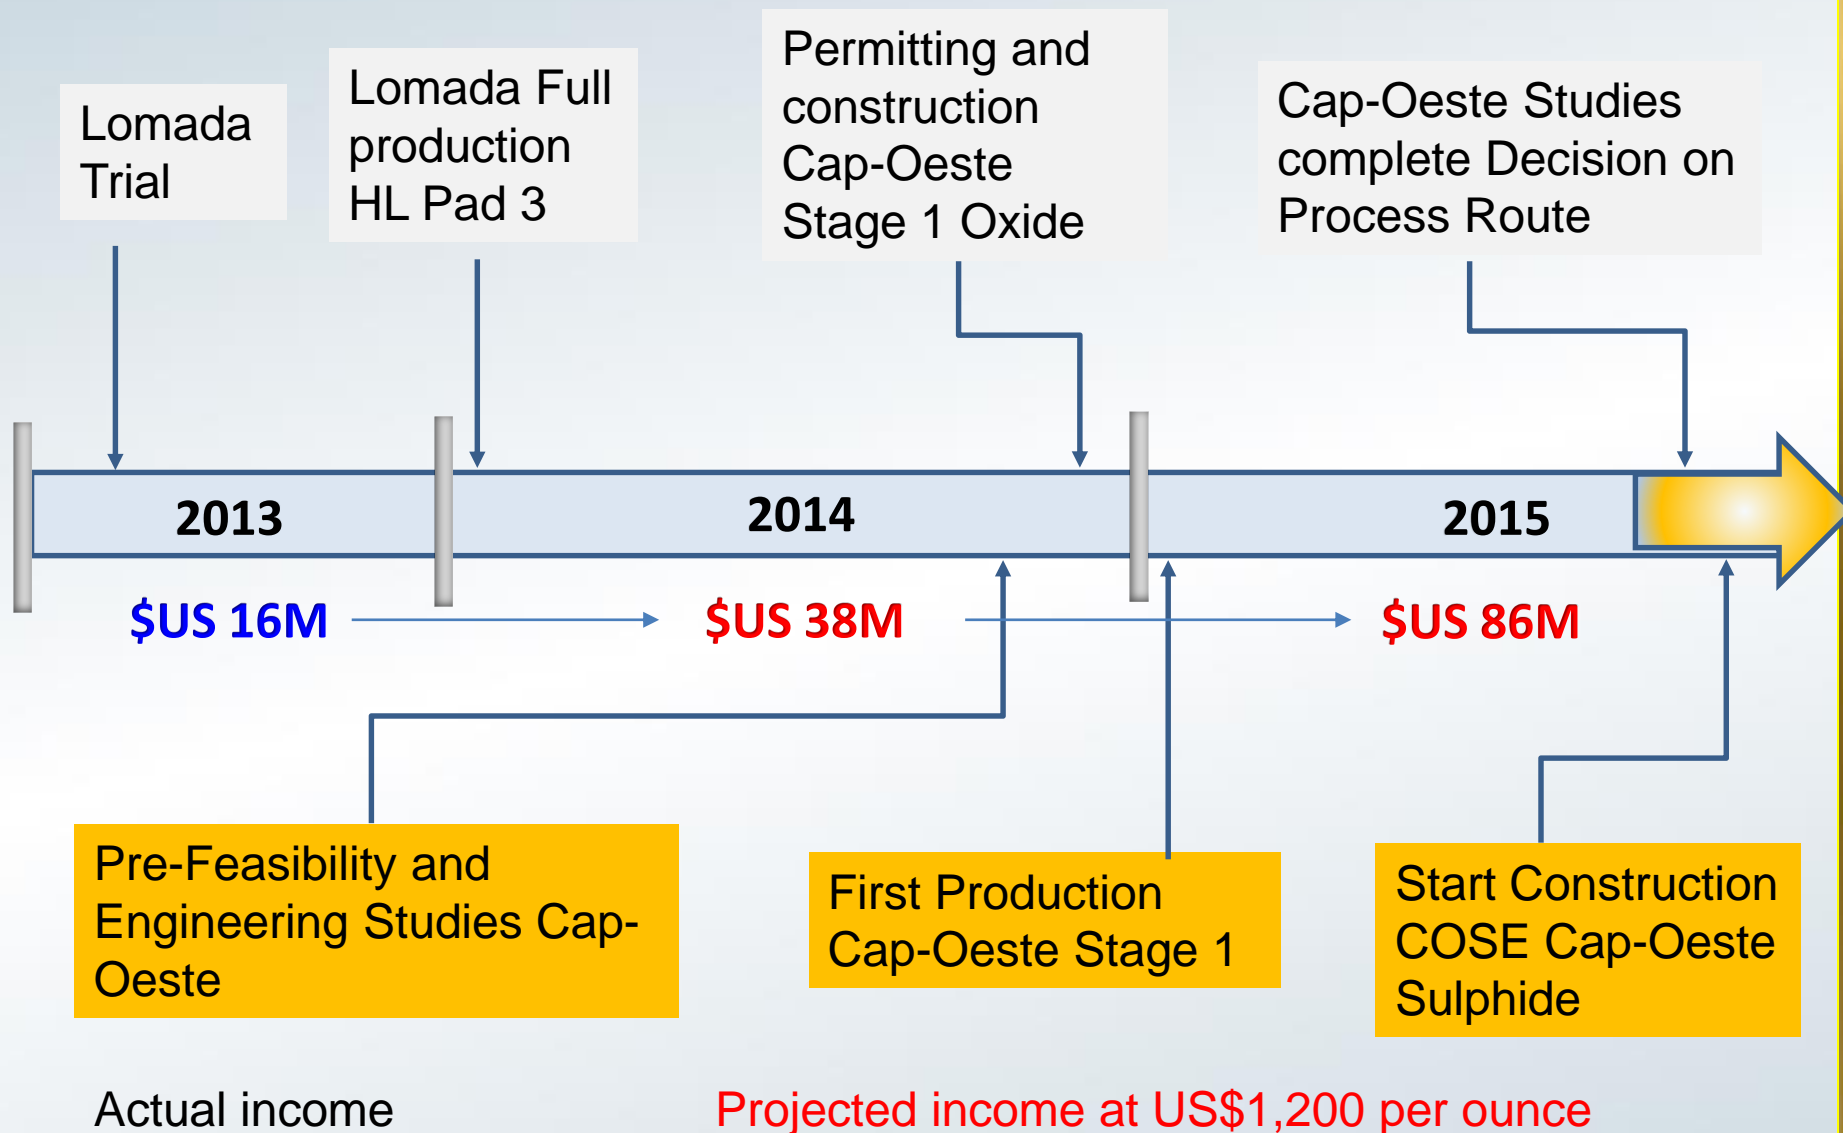 Lomada
Trial
Lomada Full
production
HL Pad 3
Permitting and
construction
Cap-Oeste
Stage 1 Oxide
Cap-Oeste Studies
complete Decision on
Process Route
2013
2014
2015
$US 16M
$US 38M
$US 86M
Pre-Feasibility and
Engineering Studies Cap-
Oeste
First Production
Cap-Oeste Stage 1
Start Construction
COSE Cap-Oeste
Sulphide
Actual income
Projected income at US$1,200 per ounce